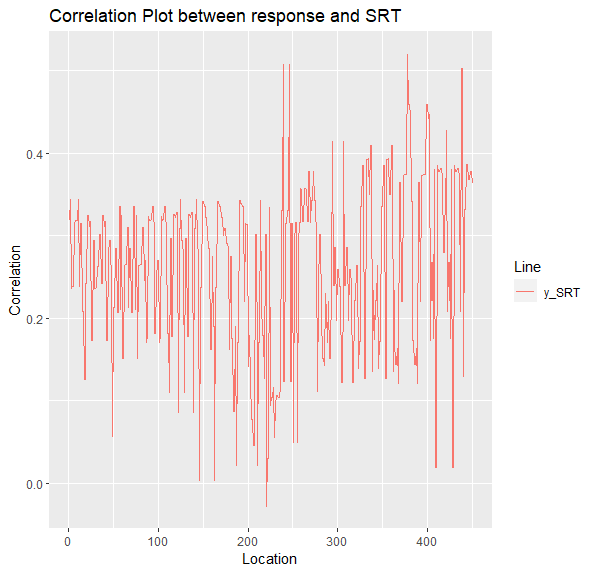 Correlation Plot between response and SRT
Correlation
0.4
0.2
0.0
0 100 200 300 400
Location
Line
y_SRT